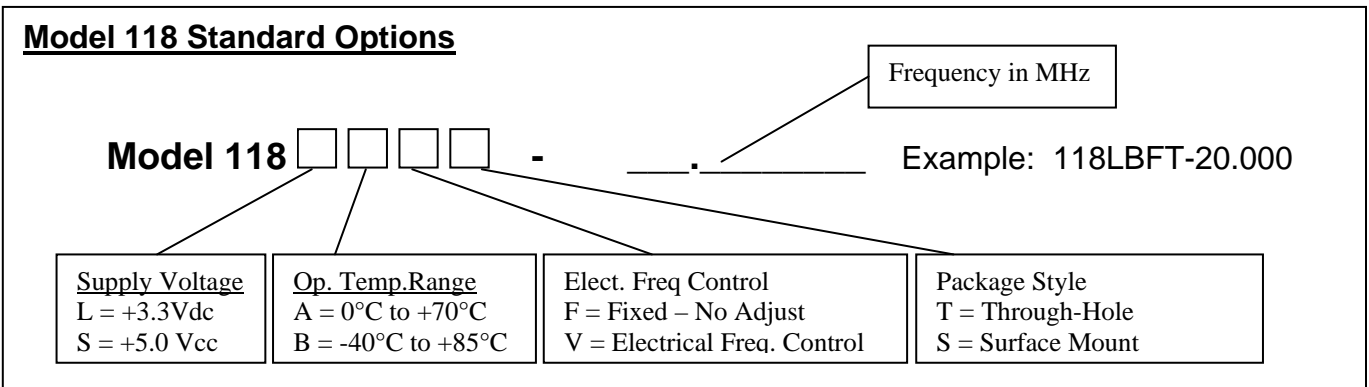 Model 118 Standard Options
Frequency in MHz
Model 118 □ □ □ □ - ___.________ Example: 118LBFT-20.000
Supply Voltage
L = +3.3Vdc
S = +5.0 Vcc
Op. Temp.Range
A = 0°C to +70°C
B = -40°C to +85°C
Elect. Freq Control
F = Fixed – No Adjust
V = Electrical Freq. Control
Package Style
T = Through-Hole
S = Surface Mount